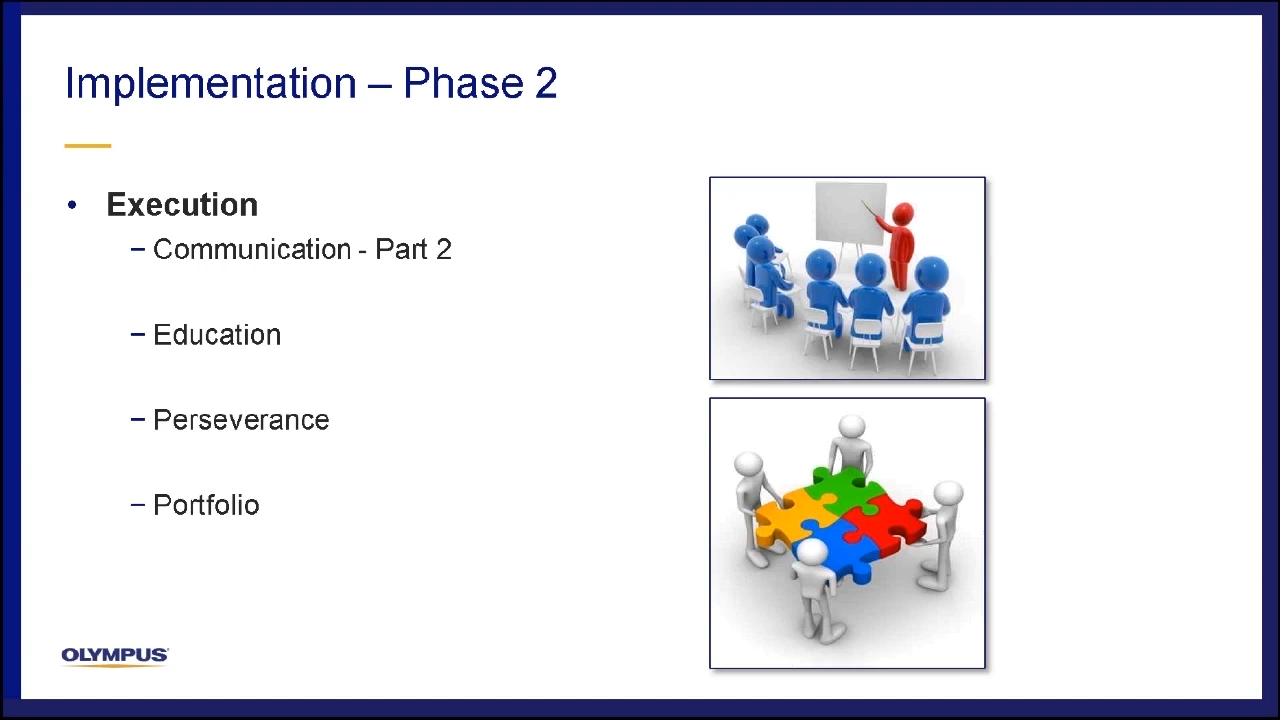 Implementation – Phase 2
• Execution
− Communication - Part 2
− Education
− Perseverance
− Portfolio
OLYMPUS